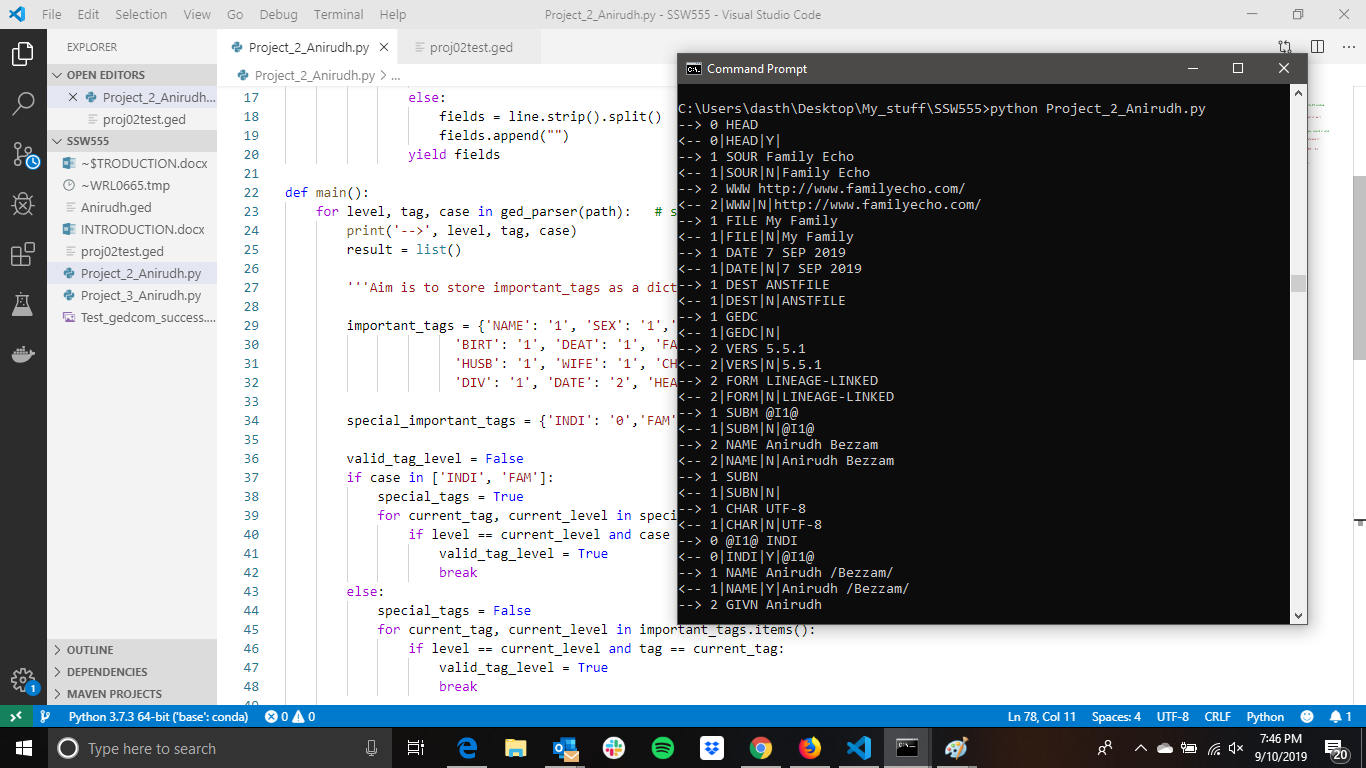 File Edit Selection View Go Debug Terminal Help
Project_2_Anirudh.py - SSW555 - Visual Studio Code
EXPLORER
OPEN EDITORS
Project_2_Anirudh...
proj02test.ged
SSW555
~$TRODUCTION.docx
~WRL0665.tmp
Anirudh.ged
INTRODUCTION.docx
proj02test.ged
Project_2_Anirudh.py
Project_3_Anirudh.py
Test_gedcom_success....
OUTLINE
DEPENDENCIES
MAVEN PROJECTS
Project_2_Anirudh.py
proj02test.ged
Project_2_Anirudh.py > ...
17 else:
18 fields = line.strip().split()
19 fields.append("")
20 yield fields
21
22 def main():
23 for level, tag, case in ged_parser(path): # s
24 print('-->', level, tag, case)
25 result = list()
26
27 '''Aim is to store important_tags as a dict
28
29 important_tags = {'NAME': '1', 'SEX': '1','
30 'BIRT': '1', 'DEAT': '1', 'FA
31 'HUSB': '1', 'WIFE': '1', 'CH
32 'DIV': '1', 'DATE': '2', 'HEA
33
34 special_important_tags = {'INDI': '0','FAM'
35
36 valid_tag_level = False
37 if case in ['INDI', 'FAM']:
38 special_tags = True
39 for current_tag, current_level in speci
40 if level == current_level and case
41 valid_tag_level = True
42 break
43 else:
44 special_tags = False
45 for current_tag, current_level in important_tags.items():
46 if level == current_level and tag == current_tag:
47 valid_tag_level = True
48 break
Command Prompt
C:\Users\dasth\Desktop\My_stuff\SSW555>python Project_2_Anirudh.py
--> 0 HEAD
<-- 0|HEAD|Y|
--> 1 SOUR Family Echo
<-- 1|SOUR|N|Family Echo
--> 2 WWW http://www.familyecho.com/
<-- 2|WWW|N|http://www.familyecho.com/
--> 1 FILE My Family
<-- 1|FILE|N|My Family
--> 1 DATE 7 SEP 2019
<-- 1|DATE|N|7 SEP 2019
--> 1 DEST ANSTFILE
<-- 1|DEST|N|ANSTFILE
--> 1 GEDC
<-- 1|GEDC|N|
--> 2 VERS 5.5.1
<-- 2|VERS|N|5.5.1
--> 2 FORM LINEAGE-LINKED
<-- 2|FORM|N|LINEAGE-LINKED
--> 1 SUBM @I1@
<-- 1|SUBM|N|@I1@
--> 2 NAME Anirudh Bezzam
<-- 2|NAME|N|Anirudh Bezzam
--> 1 SUBN
<-- 1|SUBN|N|
--> 1 CHAR UTF-8
<-- 1|CHAR|N|UTF-8
--> 0 @I1@ INDI
<-- 0|INDI|Y|@I1@
--> 1 NAME Anirudh /Bezzam/
<-- 1|NAME|Y|Anirudh /Bezzam/
--> 2 GIVN Anirudh
1
Python 3.7.3 64-bit ('base': conda) 0 0
Ln 78, Col 11 Spaces: 4 UTF-8 CRLF Python 1
Type here to search
7:46 PM
9/10/2019
20